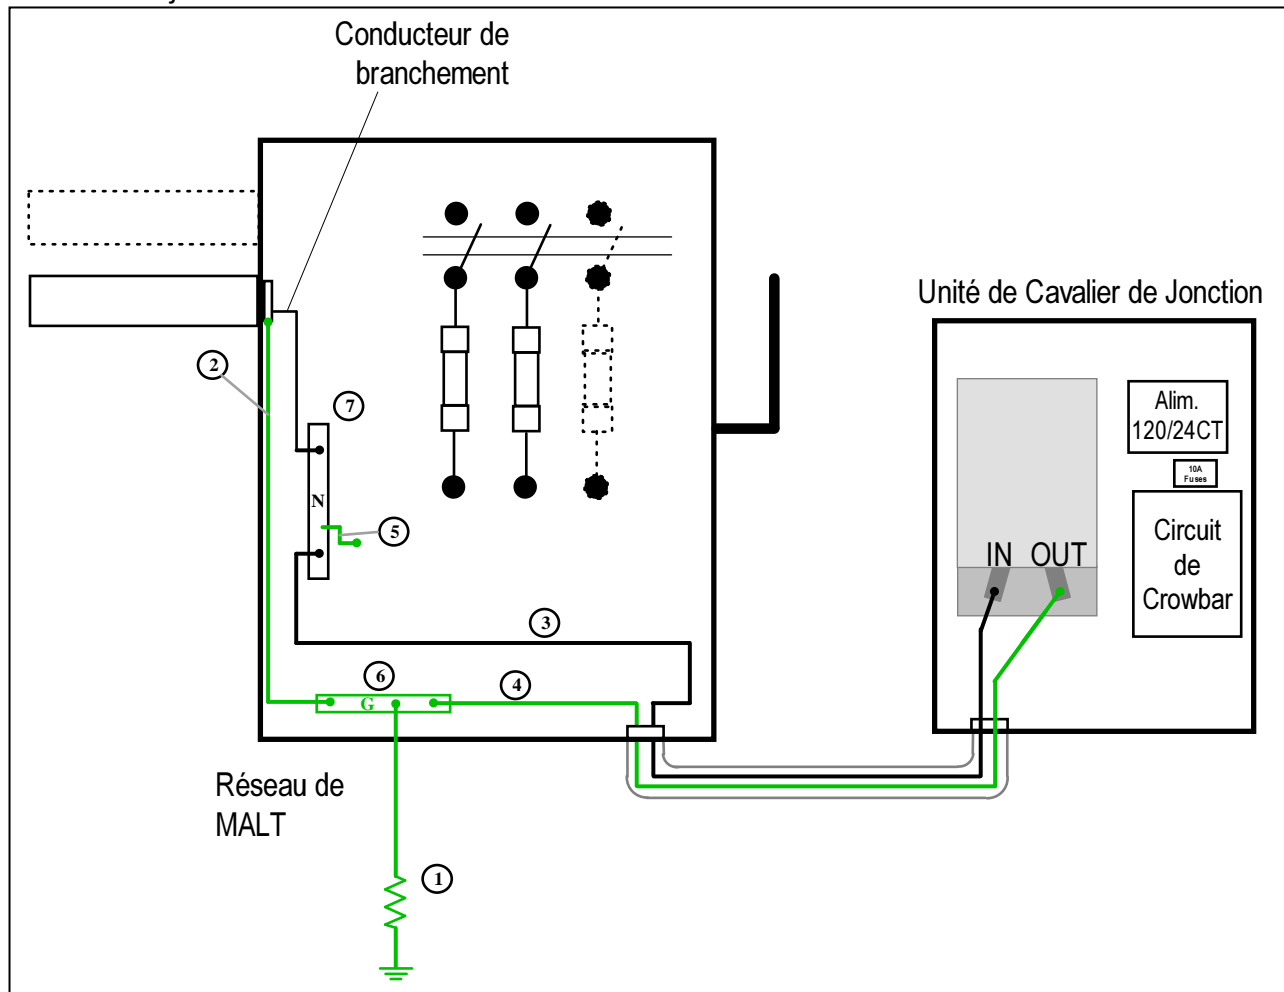 Conducteur de
branchement
Unité de Cavalier de Jonction
2
7
Alim.
120/24CT
10A
Fuses
N
5
IN OUT
Circuit
de
Crowbar
3
6
4
G
Réseau de
MALT
1